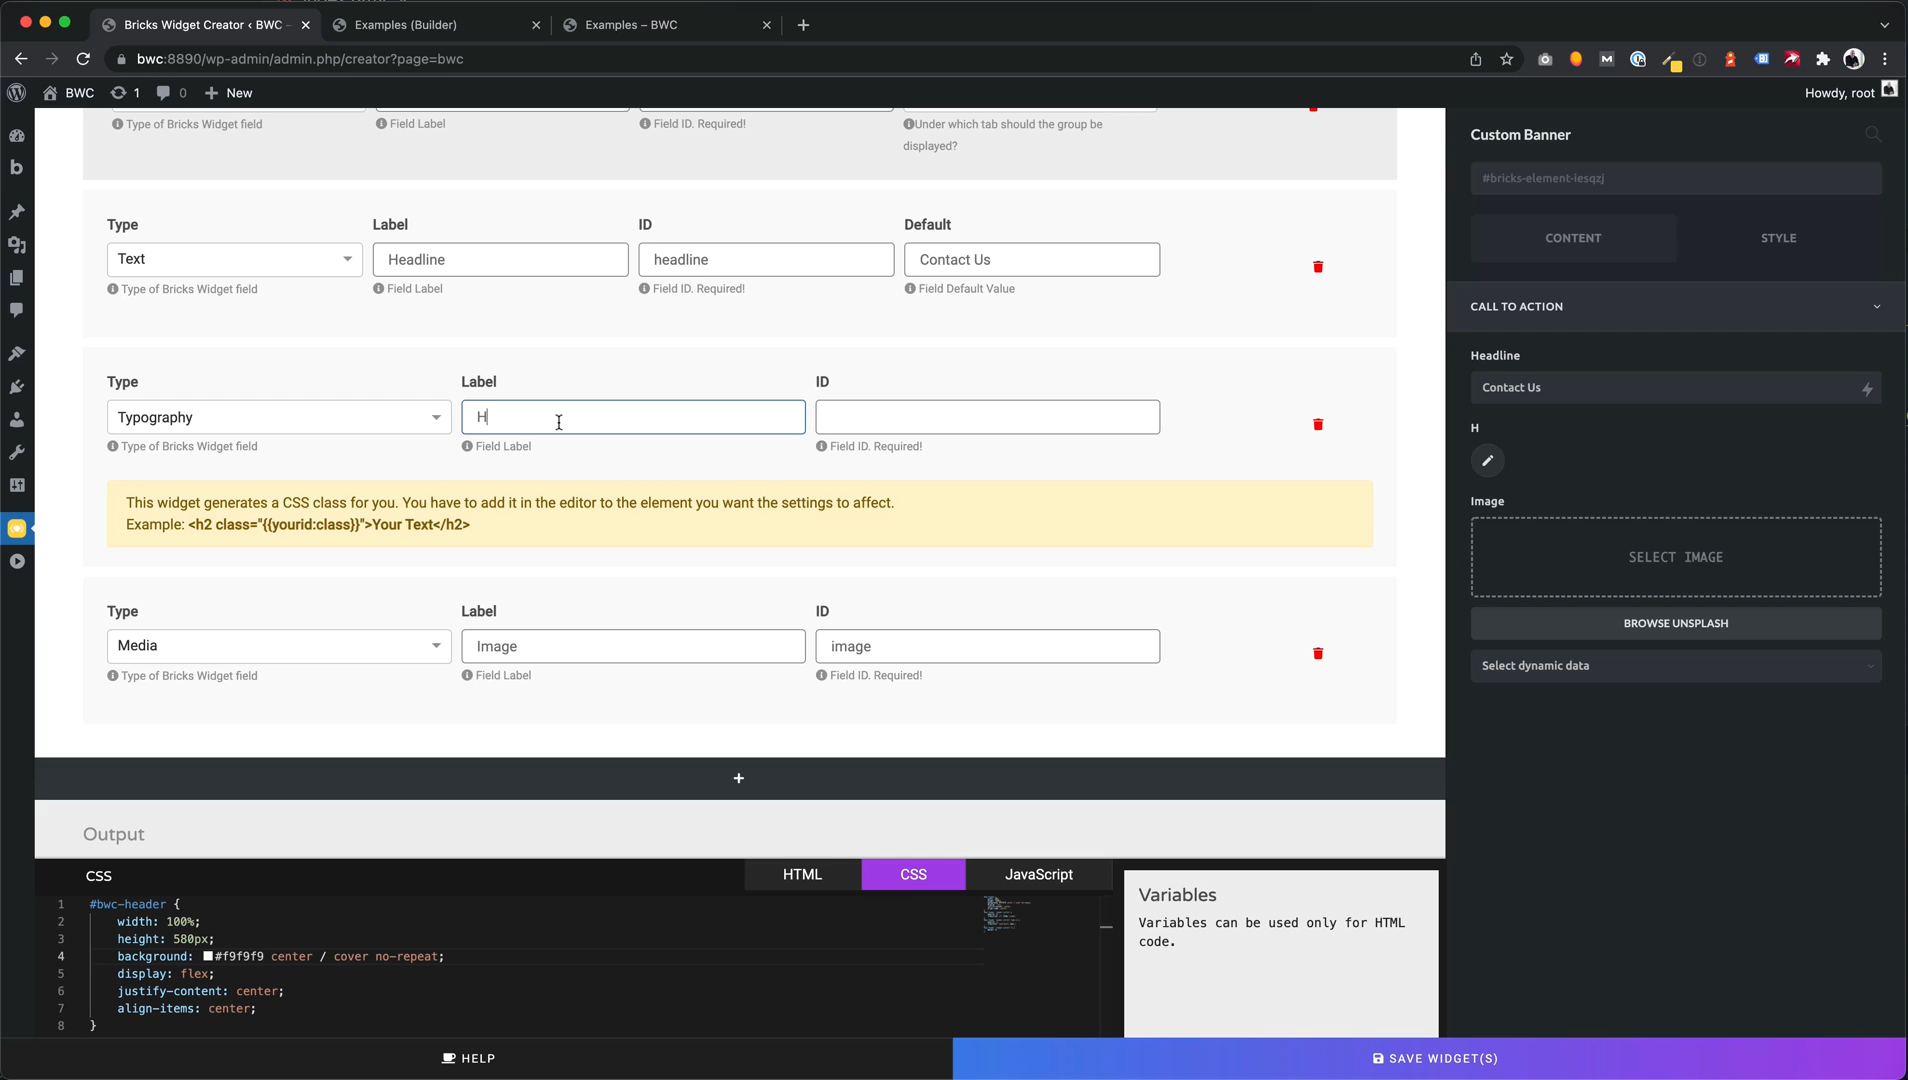 Bricks Widget Creator ‹ BWC –
Examples (Builder)
Examples – BWC
bwc:8890/wp-admin/admin.php/creator?page=bwc
BWC 1 0 New
Howdy, root
Type of Bricks Widget field
Field Label
Field ID. Required!
Under which tab should the group be
displayed?
Type Label ID Default
Text Headline headline Contact Us
Type of Bricks Widget field
Field Label
Field ID. Required!
Field Default Value
Type Label ID
Typography H
Type of Bricks Widget field
Field Label
Field ID. Required!
This widget generates a CSS class for you. You have to add it in the editor to the element you want the settings to affect.
Example: <h2 class="{{yourid:class}}">Your Text</h2>
Type Label ID
Media Image image
Type of Bricks Widget field
Field Label
Field ID. Required!
+
Output
CSS
HTML CSS JavaScript
1 #bwc-header {
2 width: 100%;
3 height: 580px;
4 background: #f9f9f9 center / cover no-repeat;
5 display: flex;
6 justify-content: center;
7 align-items: center;
8 }
Variables
Variables can be used only for HTML
code.
HELP
SAVE WIDGET(S)
Custom Banner
#bricks-element-iesqzj
CONTENT STYLE
CALL TO ACTION
Headline
Contact Us
H
Image
SELECT IMAGE
BROWSE UNSPLASH
Select dynamic data